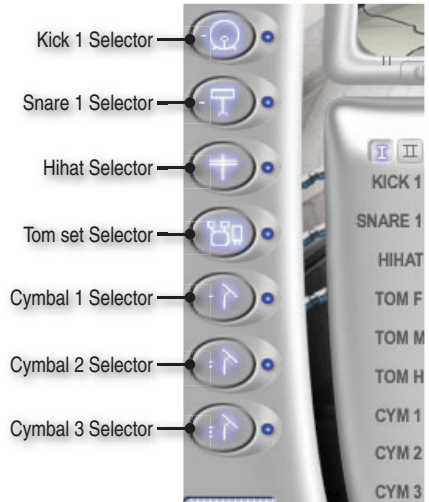 Kick 1 Selector
Snare 1 Selector
Hihat Selector
Tom set Selector
Cymbal 1 Selector
Cymbal 2 Selector
Cymbal 3 Selector
I II
KICK 1
SNARE 1
HIHAT
TOM F
TOM M
TOM H
CYM 1
CYM 2
CYM 3